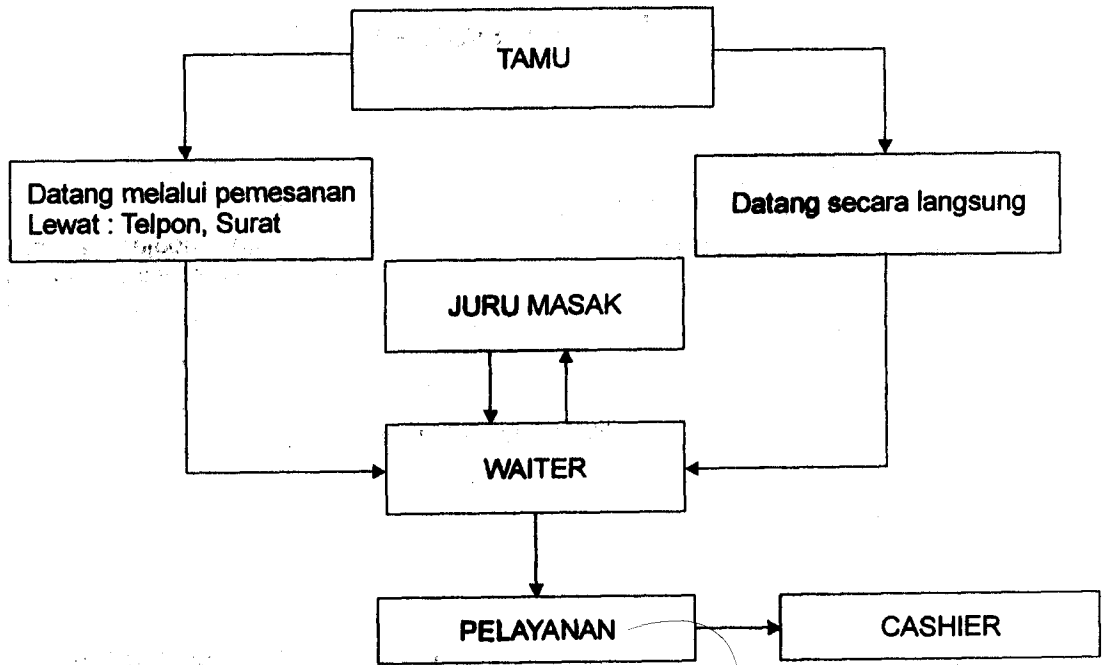 TAMU
Datang melalui pemesanan
Lewat : Telpon, Surat
Datang secara langsung
JURU MASAK
WAITER
PELAYANAN
CASHIER